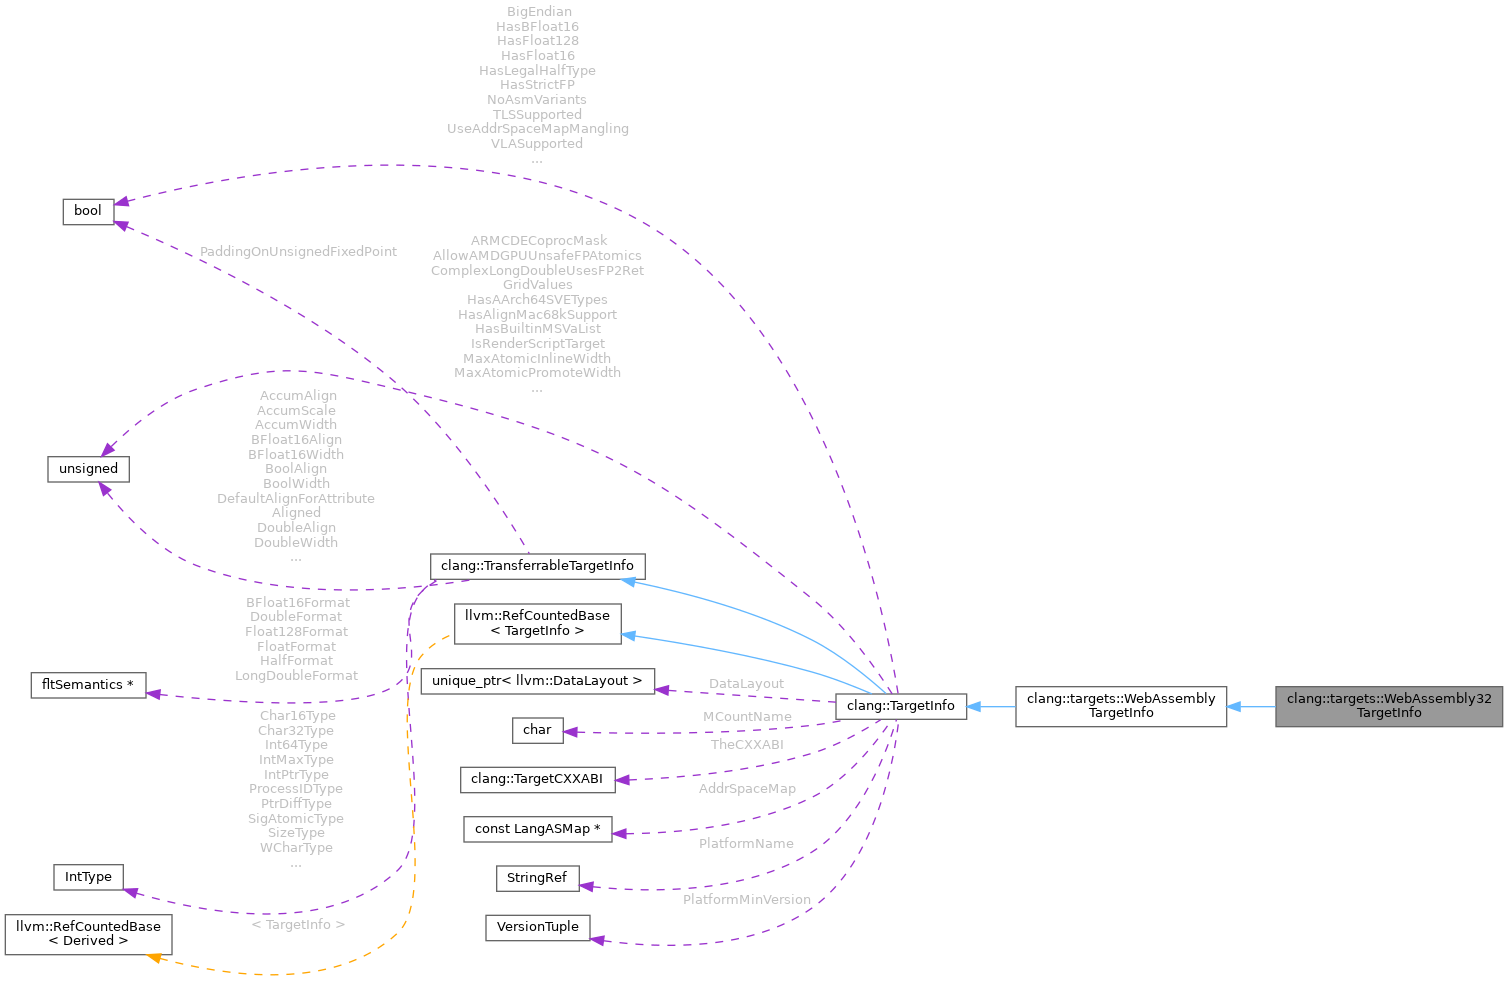 BigEndian
HasBFloat16
HasFloat128
HasFloat16
HasLegalHalfType
HasStrictFP
NoAsmVariants
TLSSupported
UseAddrSpaceMapMangling
VLASupported
...
bool
PaddingOnUnsignedFixedPoint
ARMCDECoprocMask
AllowAMDGPUUnsafeFPAtomics
ComplexLongDoubleUsesFP2Ret
GridValues
HasAArch64SVETypes
HasAlignMac68kSupport
HasBuiltinMSVaList
IsRenderScriptTarget
MaxAtomicInlineWidth
MaxAtomicPromoteWidth
...
AccumAlign
AccumScale
AccumWidth
BFloat16Align
BFloat16Width
BoolAlign
BoolWidth
DefaultAlignForAttribute
Aligned
DoubleAlign
DoubleWidth
...
unsigned
clang::TransferrableTargetInfo
llvm::RefCountedBase
< TargetInfo >
BFloat16Format
DoubleFormat
Float128Format
FloatFormat
HalfFormat
LongDoubleFormat
fltSemantics *
unique_ptr< llvm::DataLayout >
DataLayout
clang::TargetInfo
clang::targets::WebAssembly
TargetInfo
clang::targets::WebAssembly32
TargetInfo
MCountName
char
TheCXXABI
clang::TargetCXXABI
AddrSpaceMap
const LangASMap *
PlatformName
StringRef
PlatformMinVersion
VersionTuple
Char16Type
Char32Type
Int64Type
IntMaxType
IntPtrType
ProcessIDType
PtrDiffType
SigAtomicType
SizeType
WCharType
...
IntType
< TargetInfo >
llvm::RefCountedBase
< Derived >